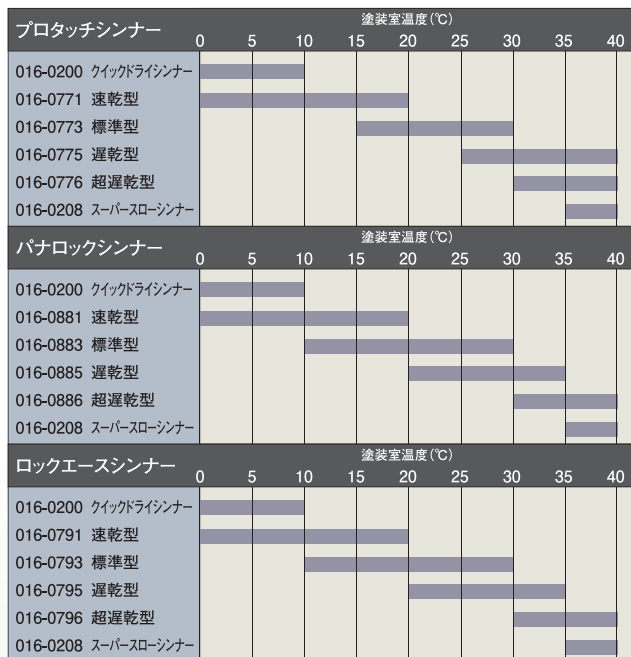 プロタッチシンナー
塗装室温度(℃)
0 5 10 15 20 25 30 35 40
016-0200 クイックドライシンナー
016-0771 速乾型
016-0773 標準型
016-0775 遅乾型
016-0776 超遅乾型
016-0208 スーパースローシンナー
パナロックシンナー
塗装室温度(℃)
0 5 10 15 20 25 30 35 40
016-0200 クイックドライシンナー
016-0881 速乾型
016-0883 標準型
016-0885 遅乾型
016-0886 超遅乾型
016-0208 スーパースローシンナー
ロックエースシンナー
塗装室温度(℃)
0 5 10 15 20 25 30 35 40
016-0200 クイックドライシンナー
016-0791 速乾型
016-0793 標準型
016-0795 遅乾型
016-0796 超遅乾型
016-0208 スーパースローシンナー